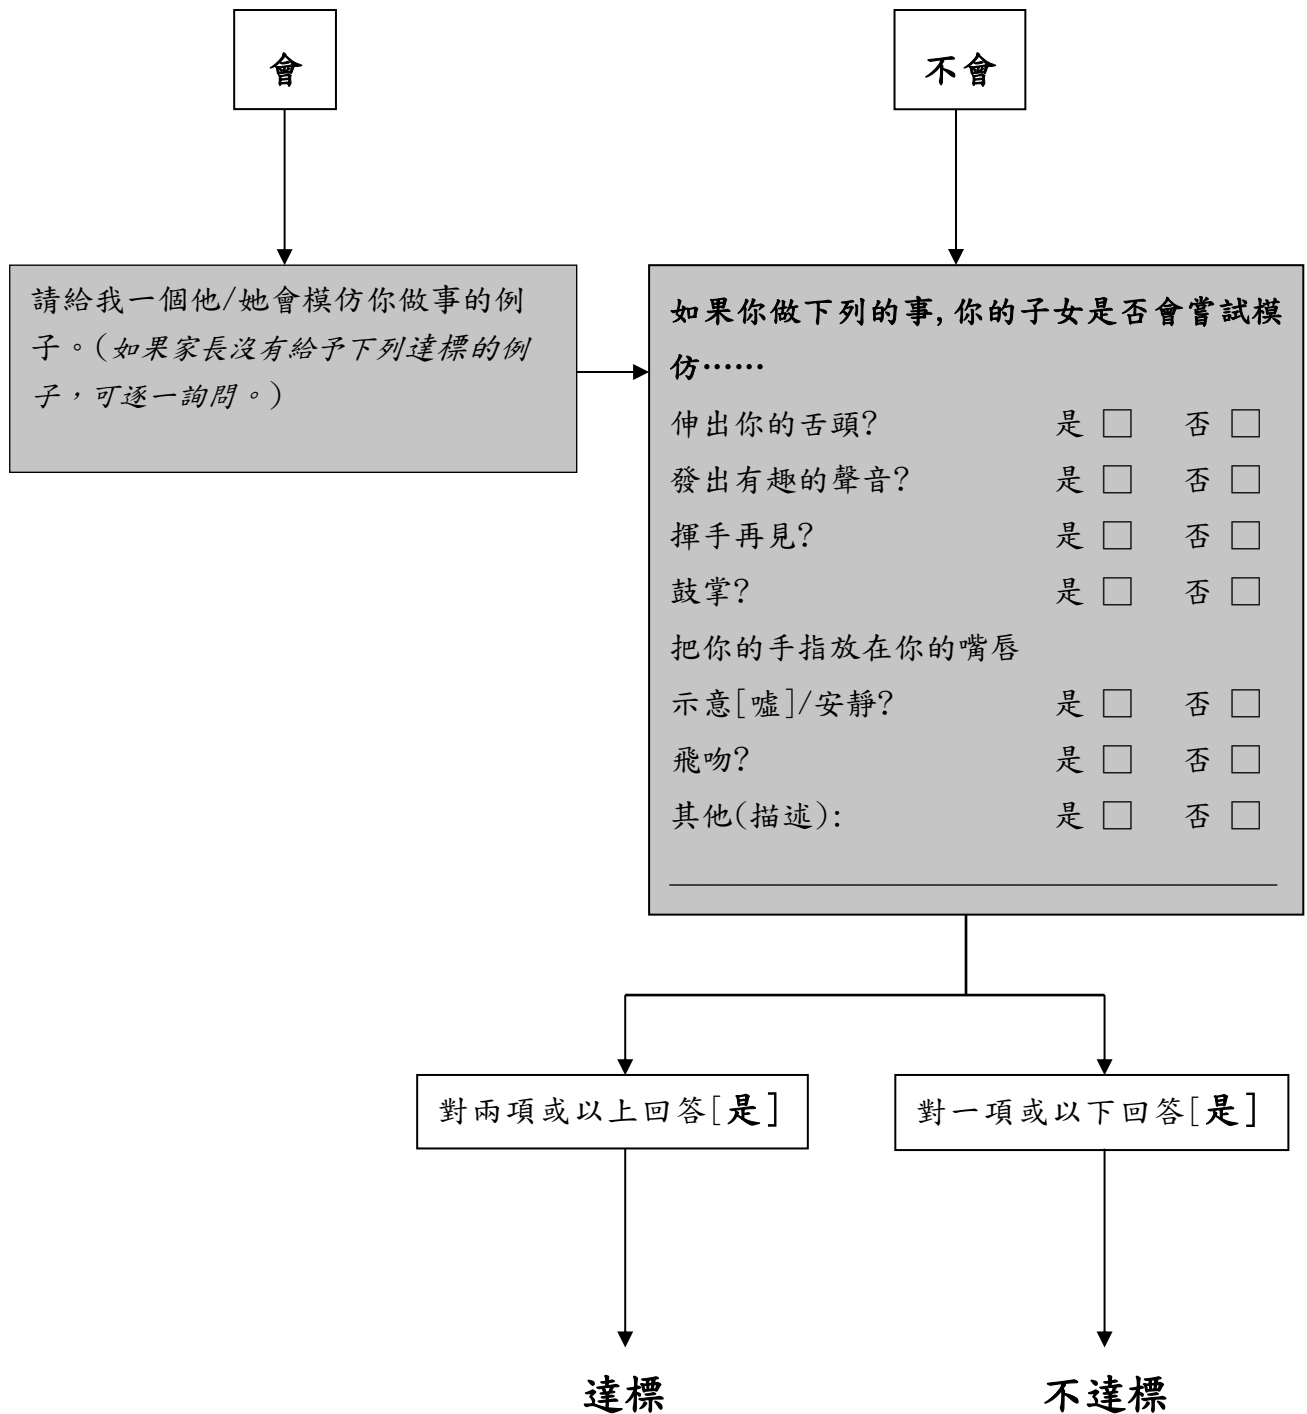 會
不會
請給我一個他/她會模仿你做事的例
子。(如果家長沒有給予下列達標的例
子，可逐一詢問。)
如果你做下列的事,你的子女是否會嘗試模
仿……
伸出你的舌頭? 是 □ 否 □
發出有趣的聲音? 是 □ 否 □
揮手再見? 是 □ 否 □
鼓掌? 是 □ 否 □
把你的手指放在你的嘴唇
示意[噓]/安靜? 是 □ 否 □
飛吻? 是 □ 否 □
其他(描述): 是 □ 否 □
對兩項或以上回答[是]
對一項或以下回答[是]
達標
不達標